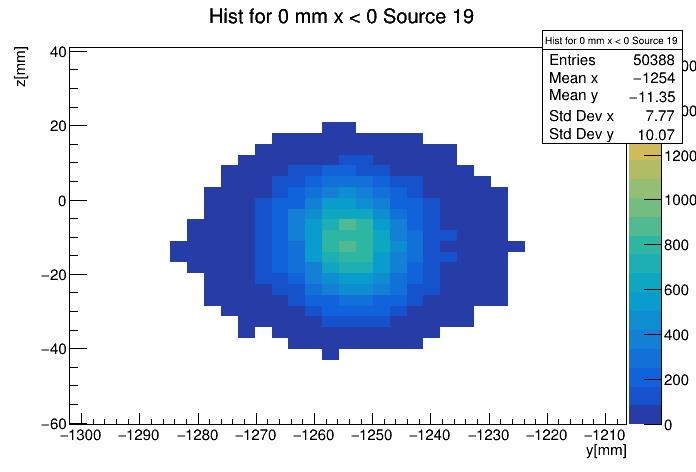 Hist for 0 mm x < 0 Source 19
Hist for 0 mm x < 0 Source 19
Entries 50388
Mean x −1254
Mean y −11.35
Std Dev x 7.77
Std Dev y 10.07
z[mm]
40
20
0
−20
−40
−60
−1300 −1290 −1280 −1270 −1260 −1250 −1240 −1230 −1220 −1210
y[mm]
1200
1000
800
600
400
200
0